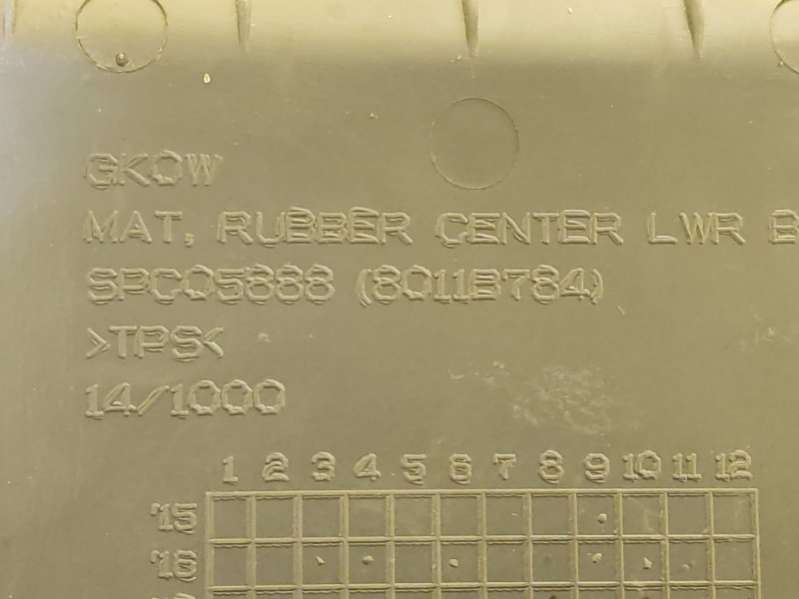 GKOW
MAT, RUBBER CENTER LWR B
SPC05888 (8011B784)
>TPS<
14/1000
1 2 3 4 5 6 7 8 9 10 11 12
'15
'16